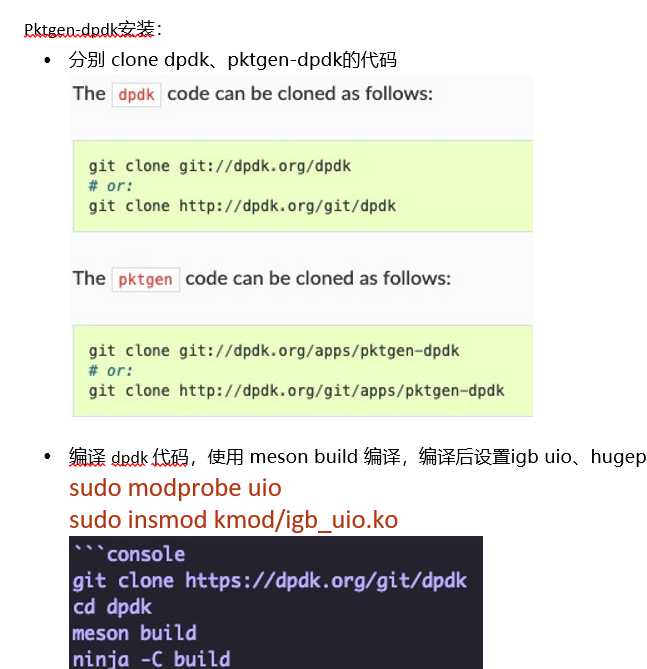 Pktgen-dpdk安装：
• 分别 clone dpdk、pktgen-dpdk的代码
The dpdk code can be cloned as follows:
git clone git://dpdk.org/dpdk
# or:
git clone http://dpdk.org/git/dpdk
The pktgen code can be cloned as follows:
git clone git://dpdk.org/apps/pktgen-dpdk
# or:
git clone http://dpdk.org/git/apps/pktgen-dpdk
• 编译 dpdk 代码，使用 meson build 编译，编译后设置igb uio、hugep
sudo modprobe uio
sudo insmod kmod/igb_uio.ko
```console
git clone https://dpdk.org/git/dpdk
cd dpdk
meson build
ninja -C build